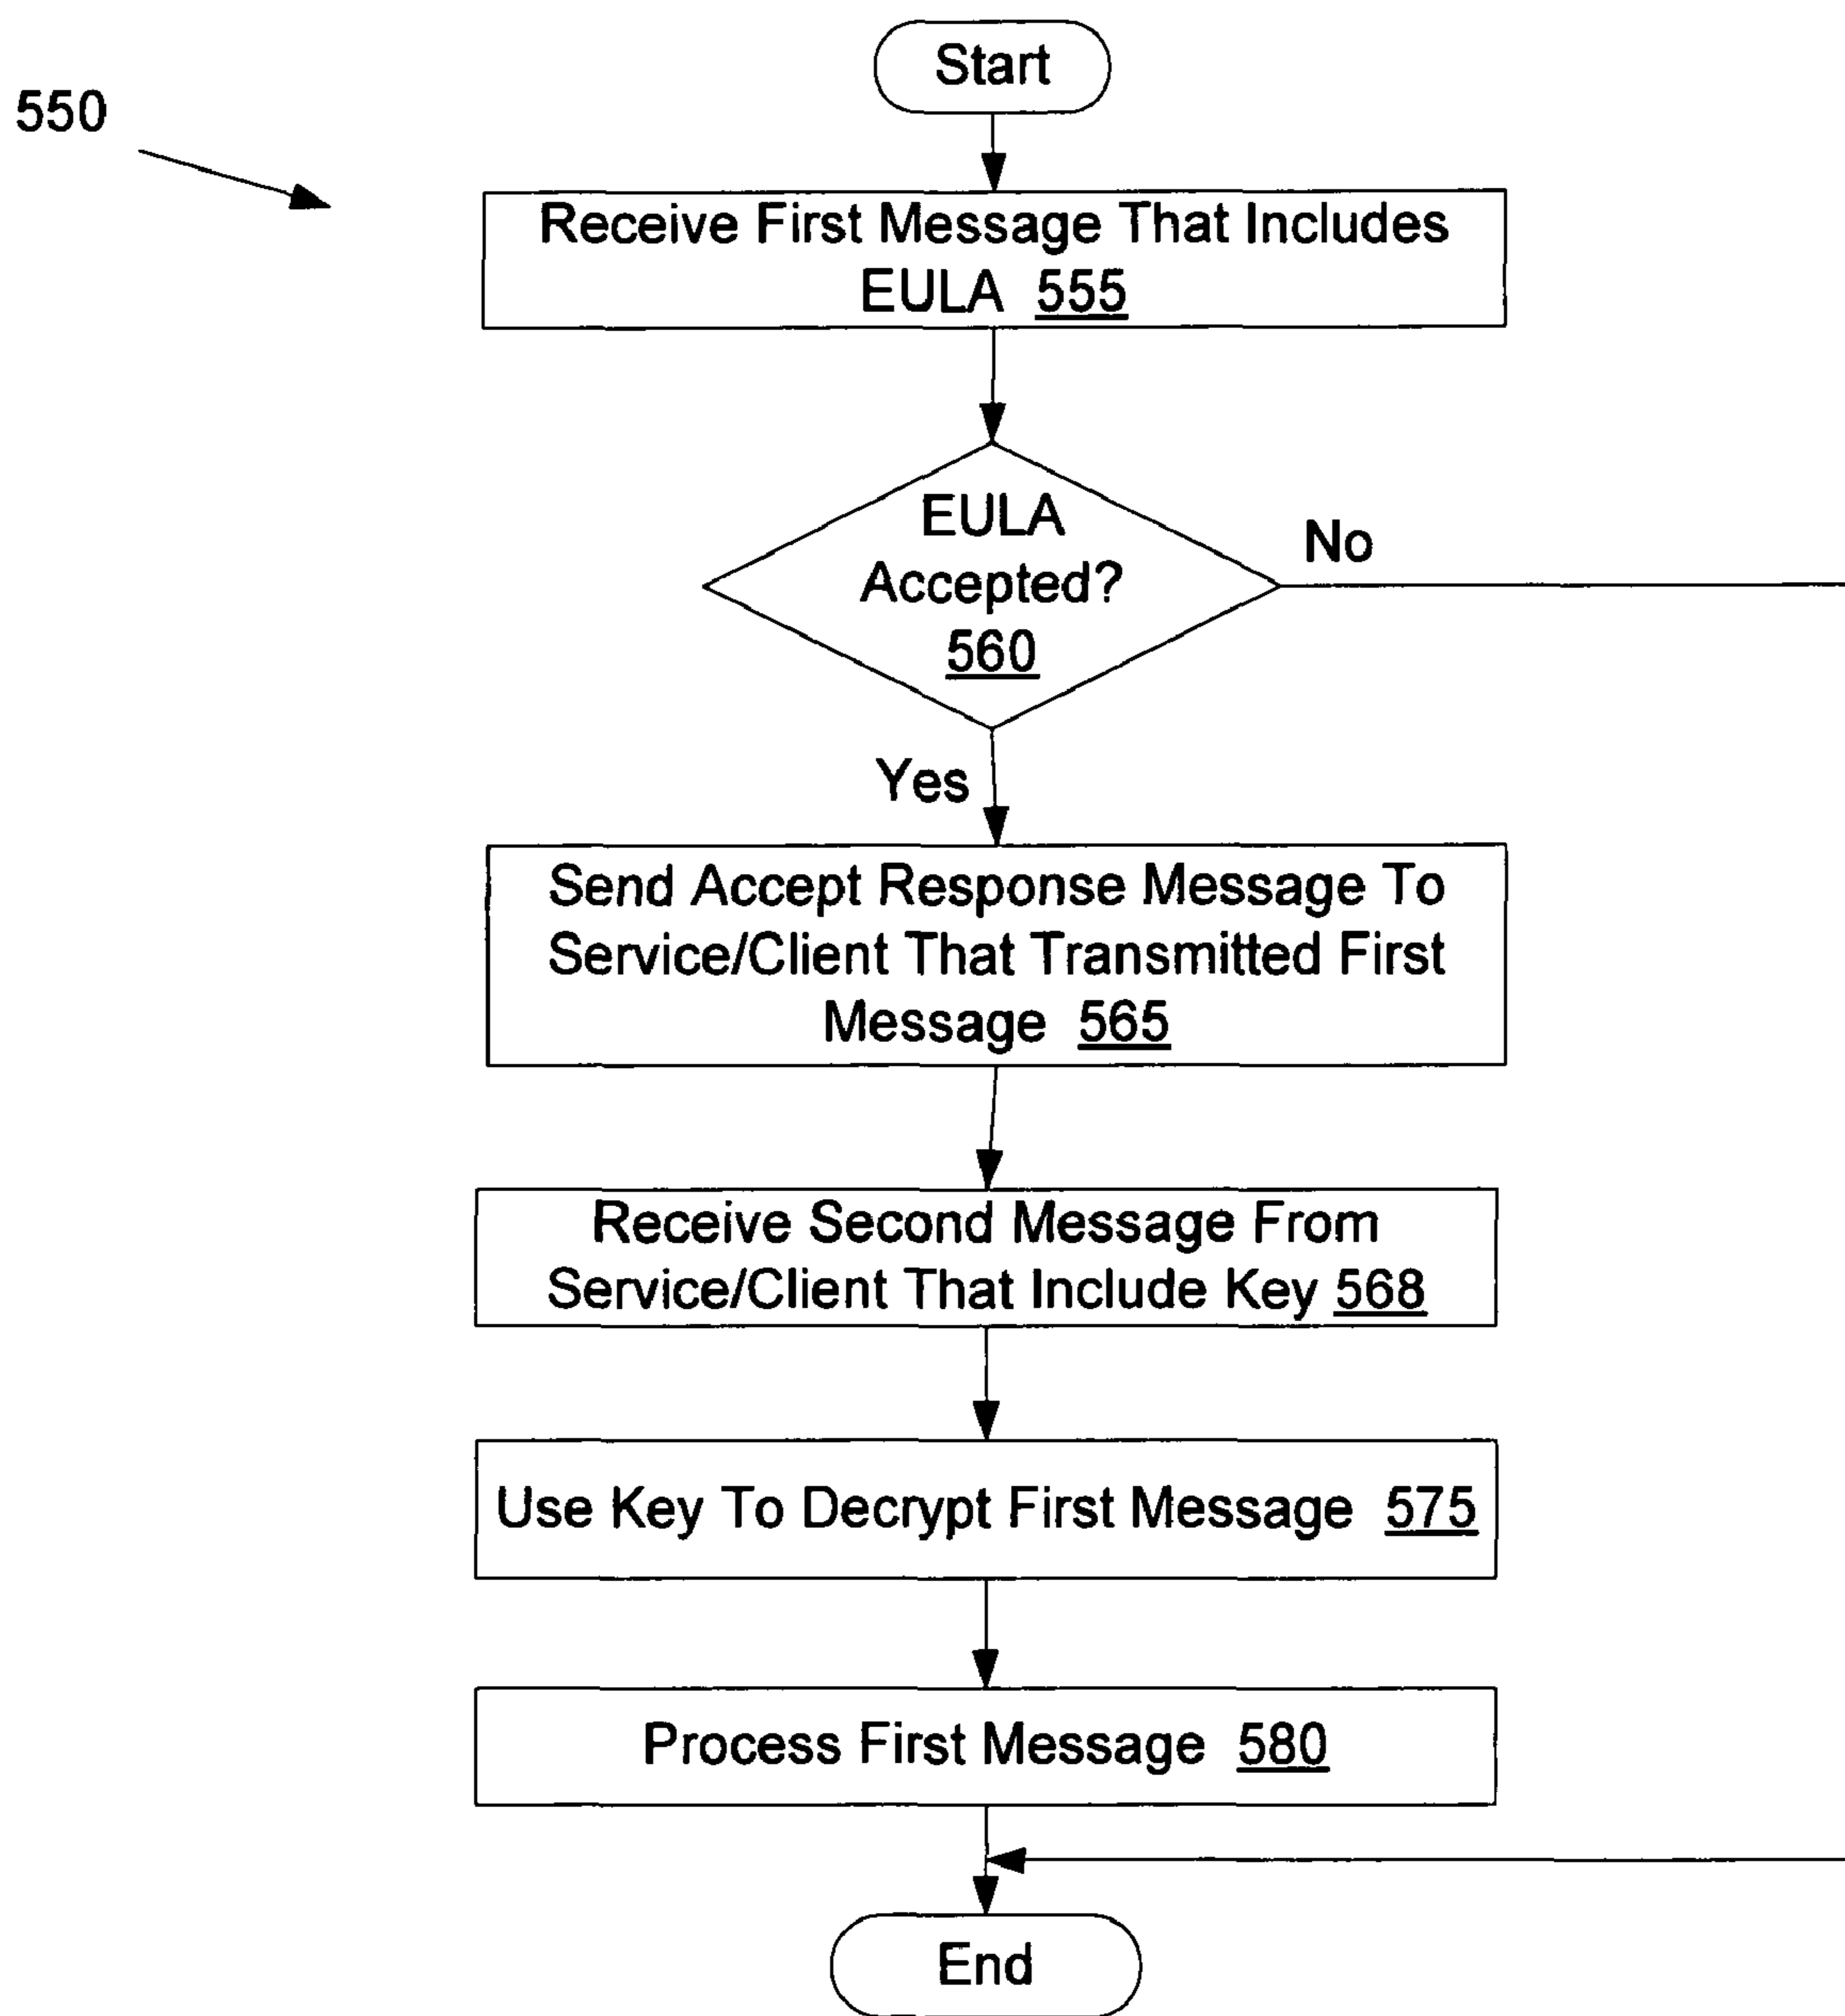 Start
550
Receive First Message That Includes
EULA 555
EULA
Accepted?
560
No
Yes
Send Accept Response Message To
Service/Client That Transmitted First
Message 565
Receive Second Message From
Service/Client That Include Key 568
Use Key To Decrypt First Message 575
Process First Message 580
End